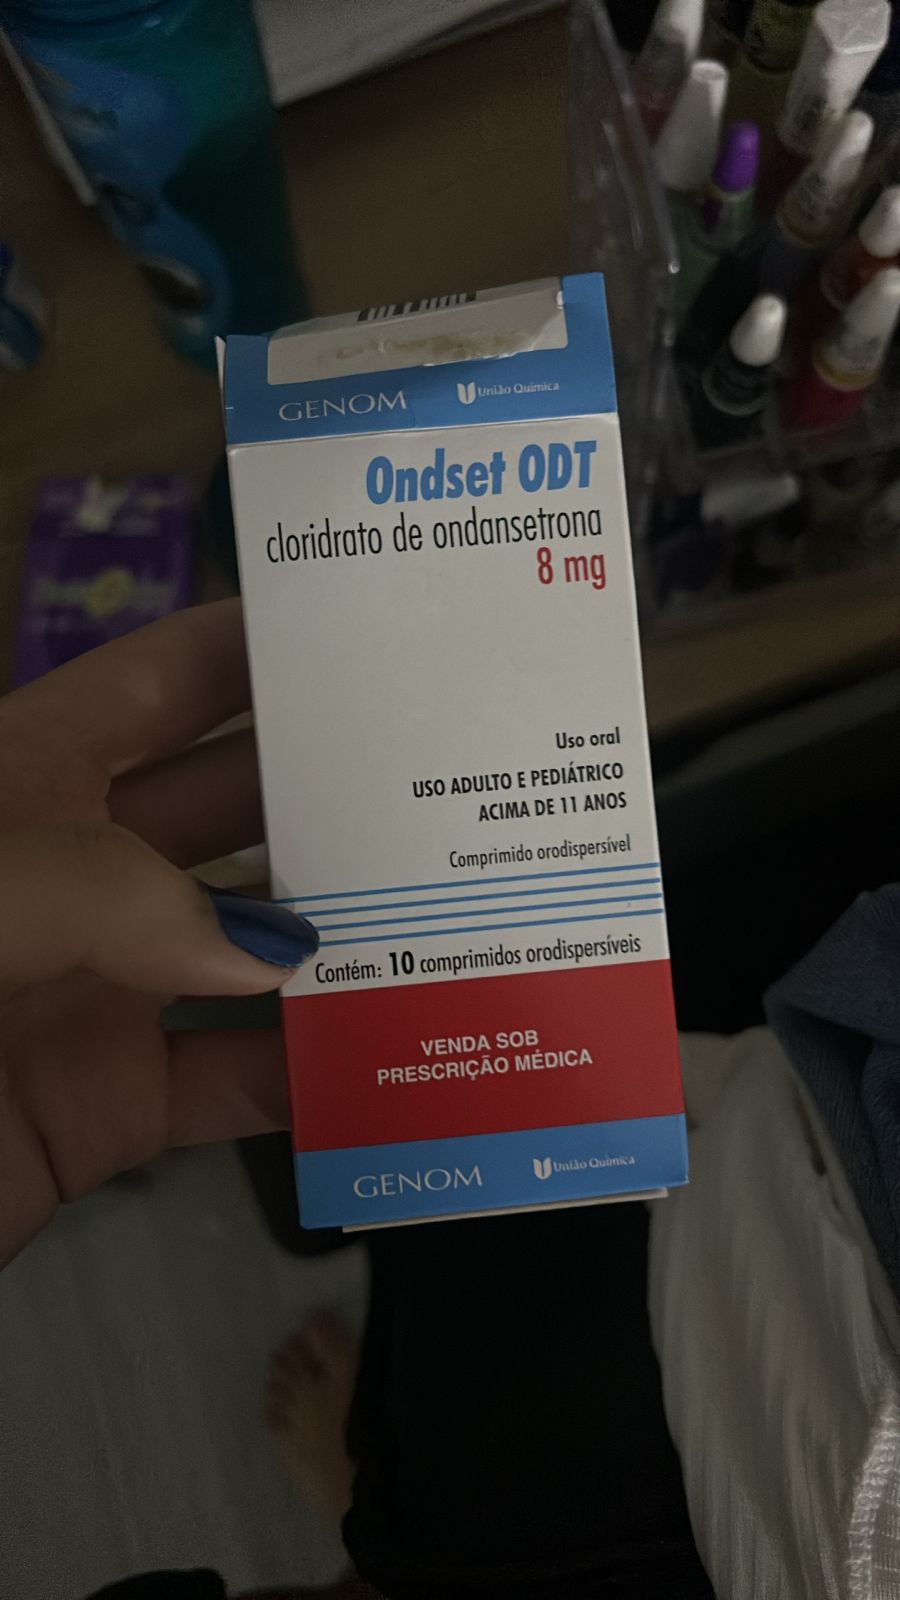 GENOM
União Química
Ondset ODT
cloridrato de ondansetrona
8 mg
Uso oral
USO ADULTO E PEDIÁTRICO
ACIMA DE 11 ANOS
Comprimido orodispersível
Contém: 10 comprimidos orodispersíveis
VENDA SOB
PRESCRIÇÃO MÉDICA
GENOM
União Química